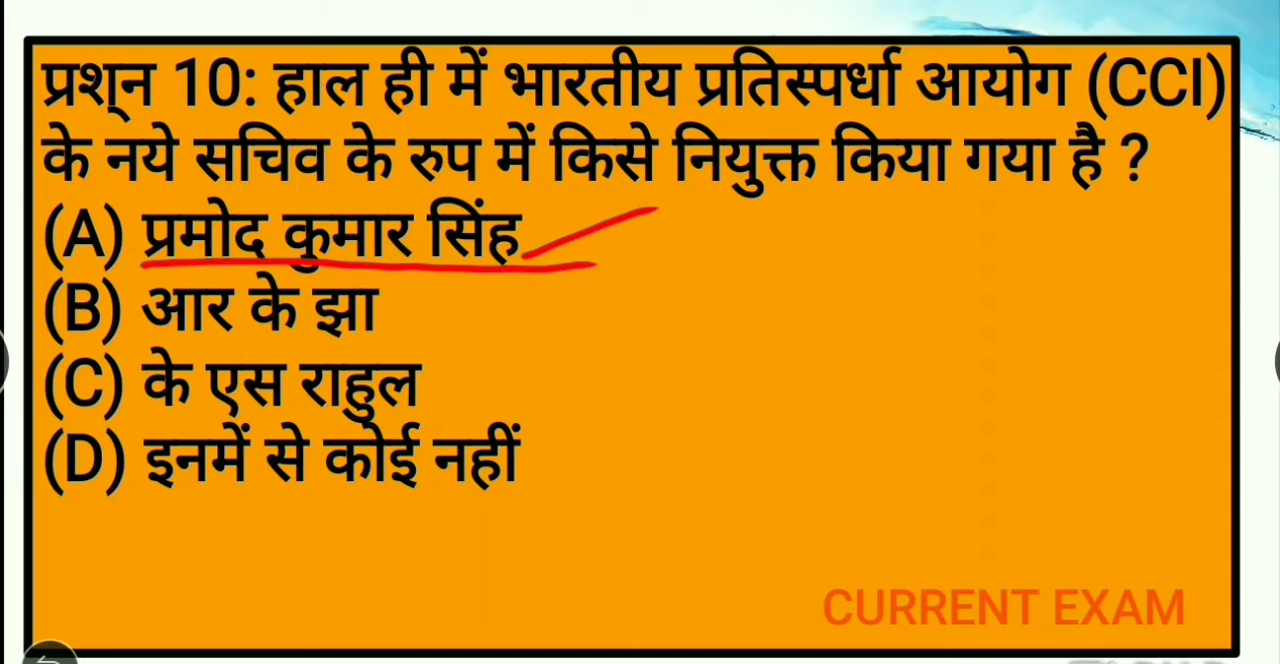 प्रश्न 10: हाल ही में भारतीय प्रतिस्पर्धा आयोग (CCI)
के नये सचिव के रुप में किसे नियुक्त किया गया है ?
(A) प्रमोद कुमार सिंह
(B) आर के झा
(C) के एस राहुल
(D) इनमें से कोई नहीं
CURRENT EXAM